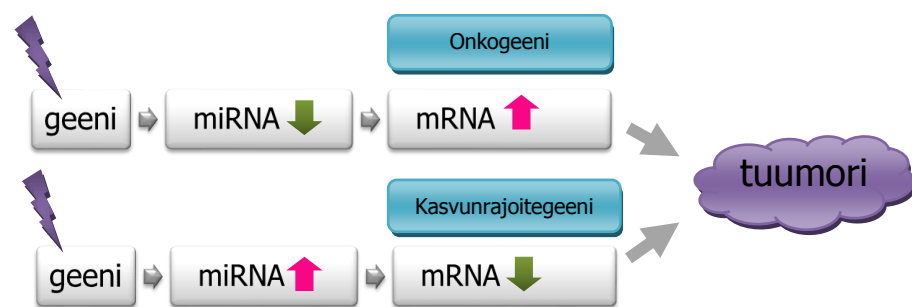 Onkogeeni
geeni
miRNA
mRNA
tuumori
Kasvunrajoitegeeni
geeni
miRNA
mRNA